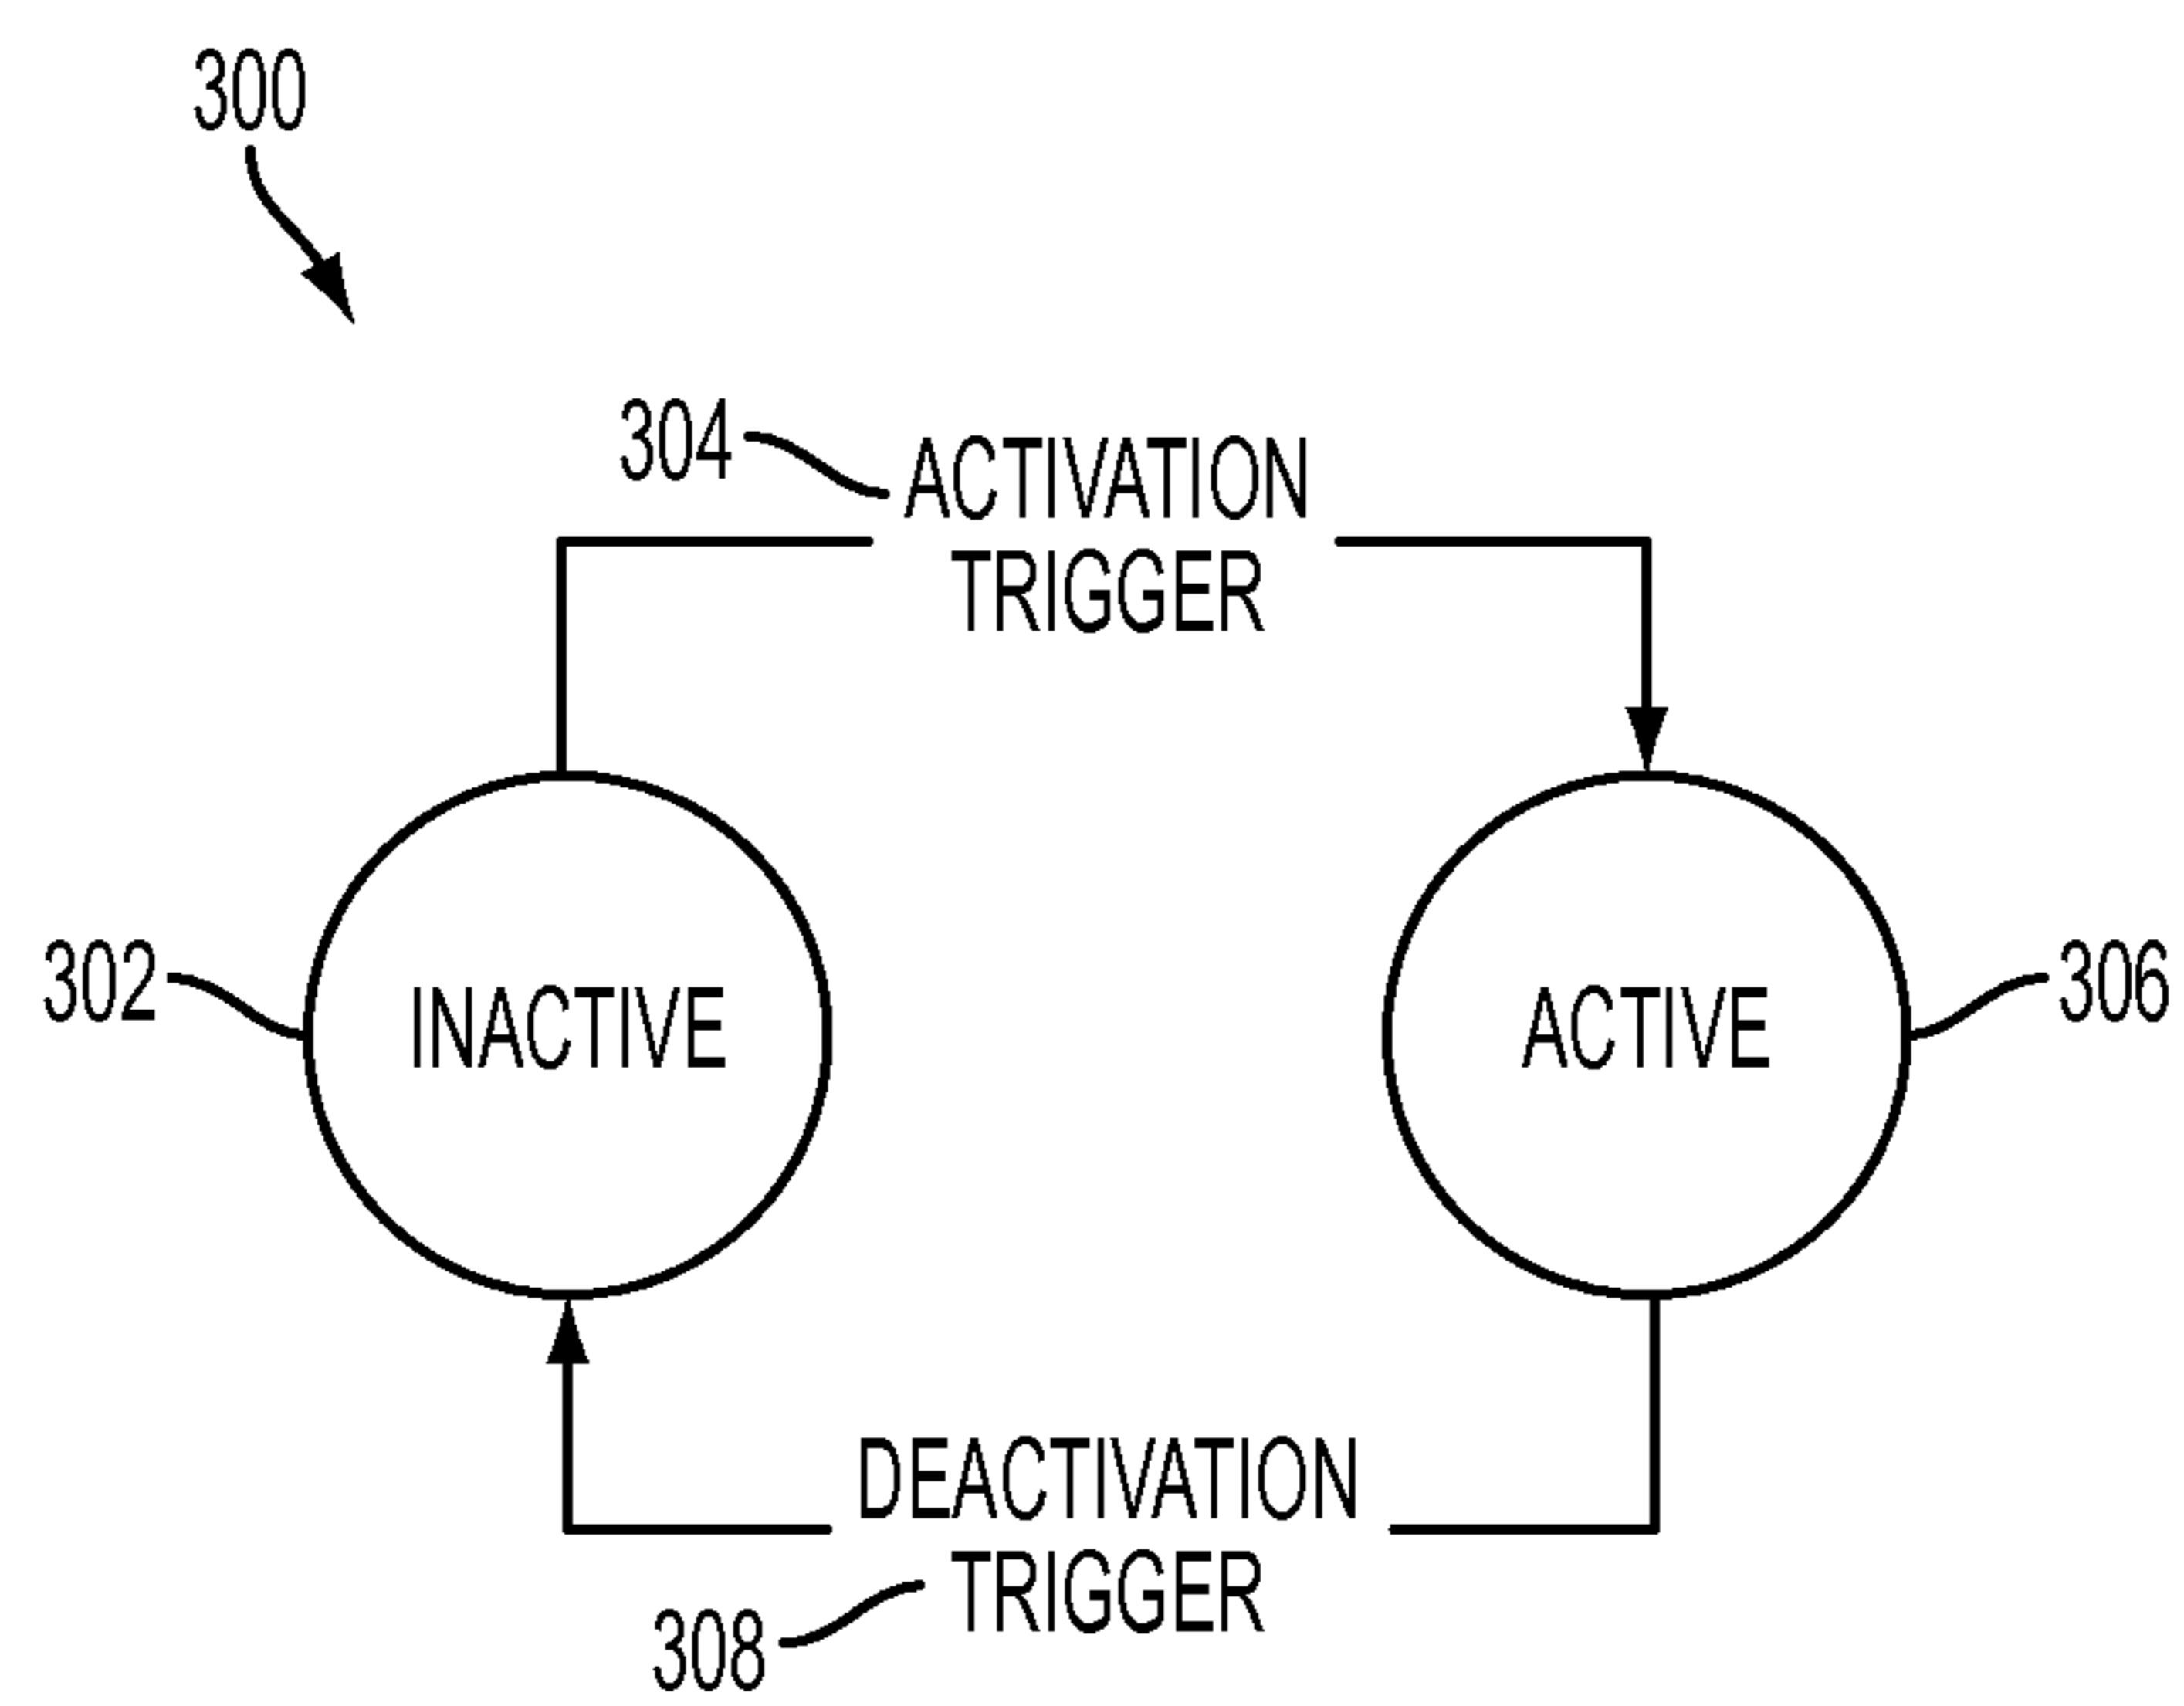 300
304
ACTIVATION
TRIGGER
302
INACTIVE
ACTIVE
306
DEACTIVATION
TRIGGER
308